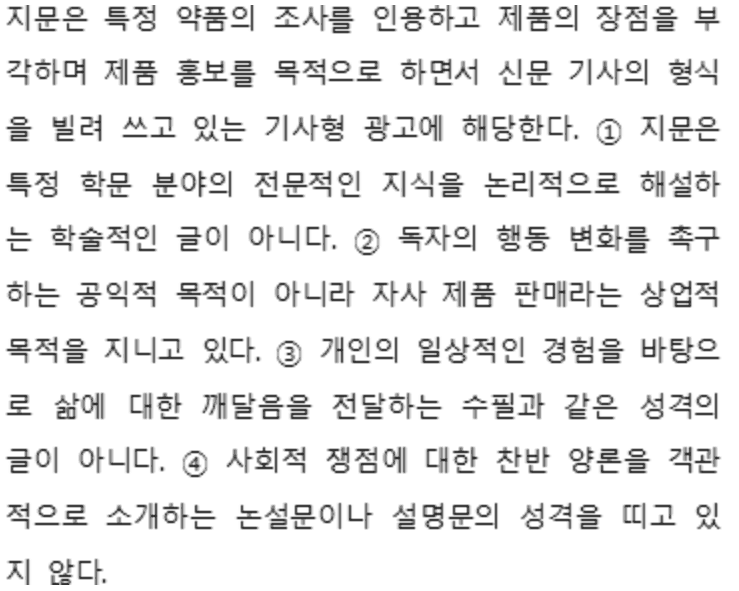 지문은 특정 약품의 조사를 인용하고 제품의 장점을 부
각하며 제품 홍보를 목적으로 하면서 신문 기사의 형식
을 빌려 쓰고 있는 기사형 광고에 해당한다. ① 지문은
특정 학문 분야의 전문적인 지식을 논리적으로 해설하
는 학술적인 글이 아니다. ② 독자의 행동 변화를 촉구
하는 공익적 목적이 아니라 자사 제품 판매라는 상업적
목적을 지니고 있다. ③ 개인의 일상적인 경험을 바탕으
로 삶에 대한 깨달음을 전달하는 수필과 같은 성격의
글이 아니다. ④ 사회적 쟁점에 대한 찬반 양론을 객관
적으로 소개하는 논설문이나 설명문의 성격을 띠고 있
지 않다.